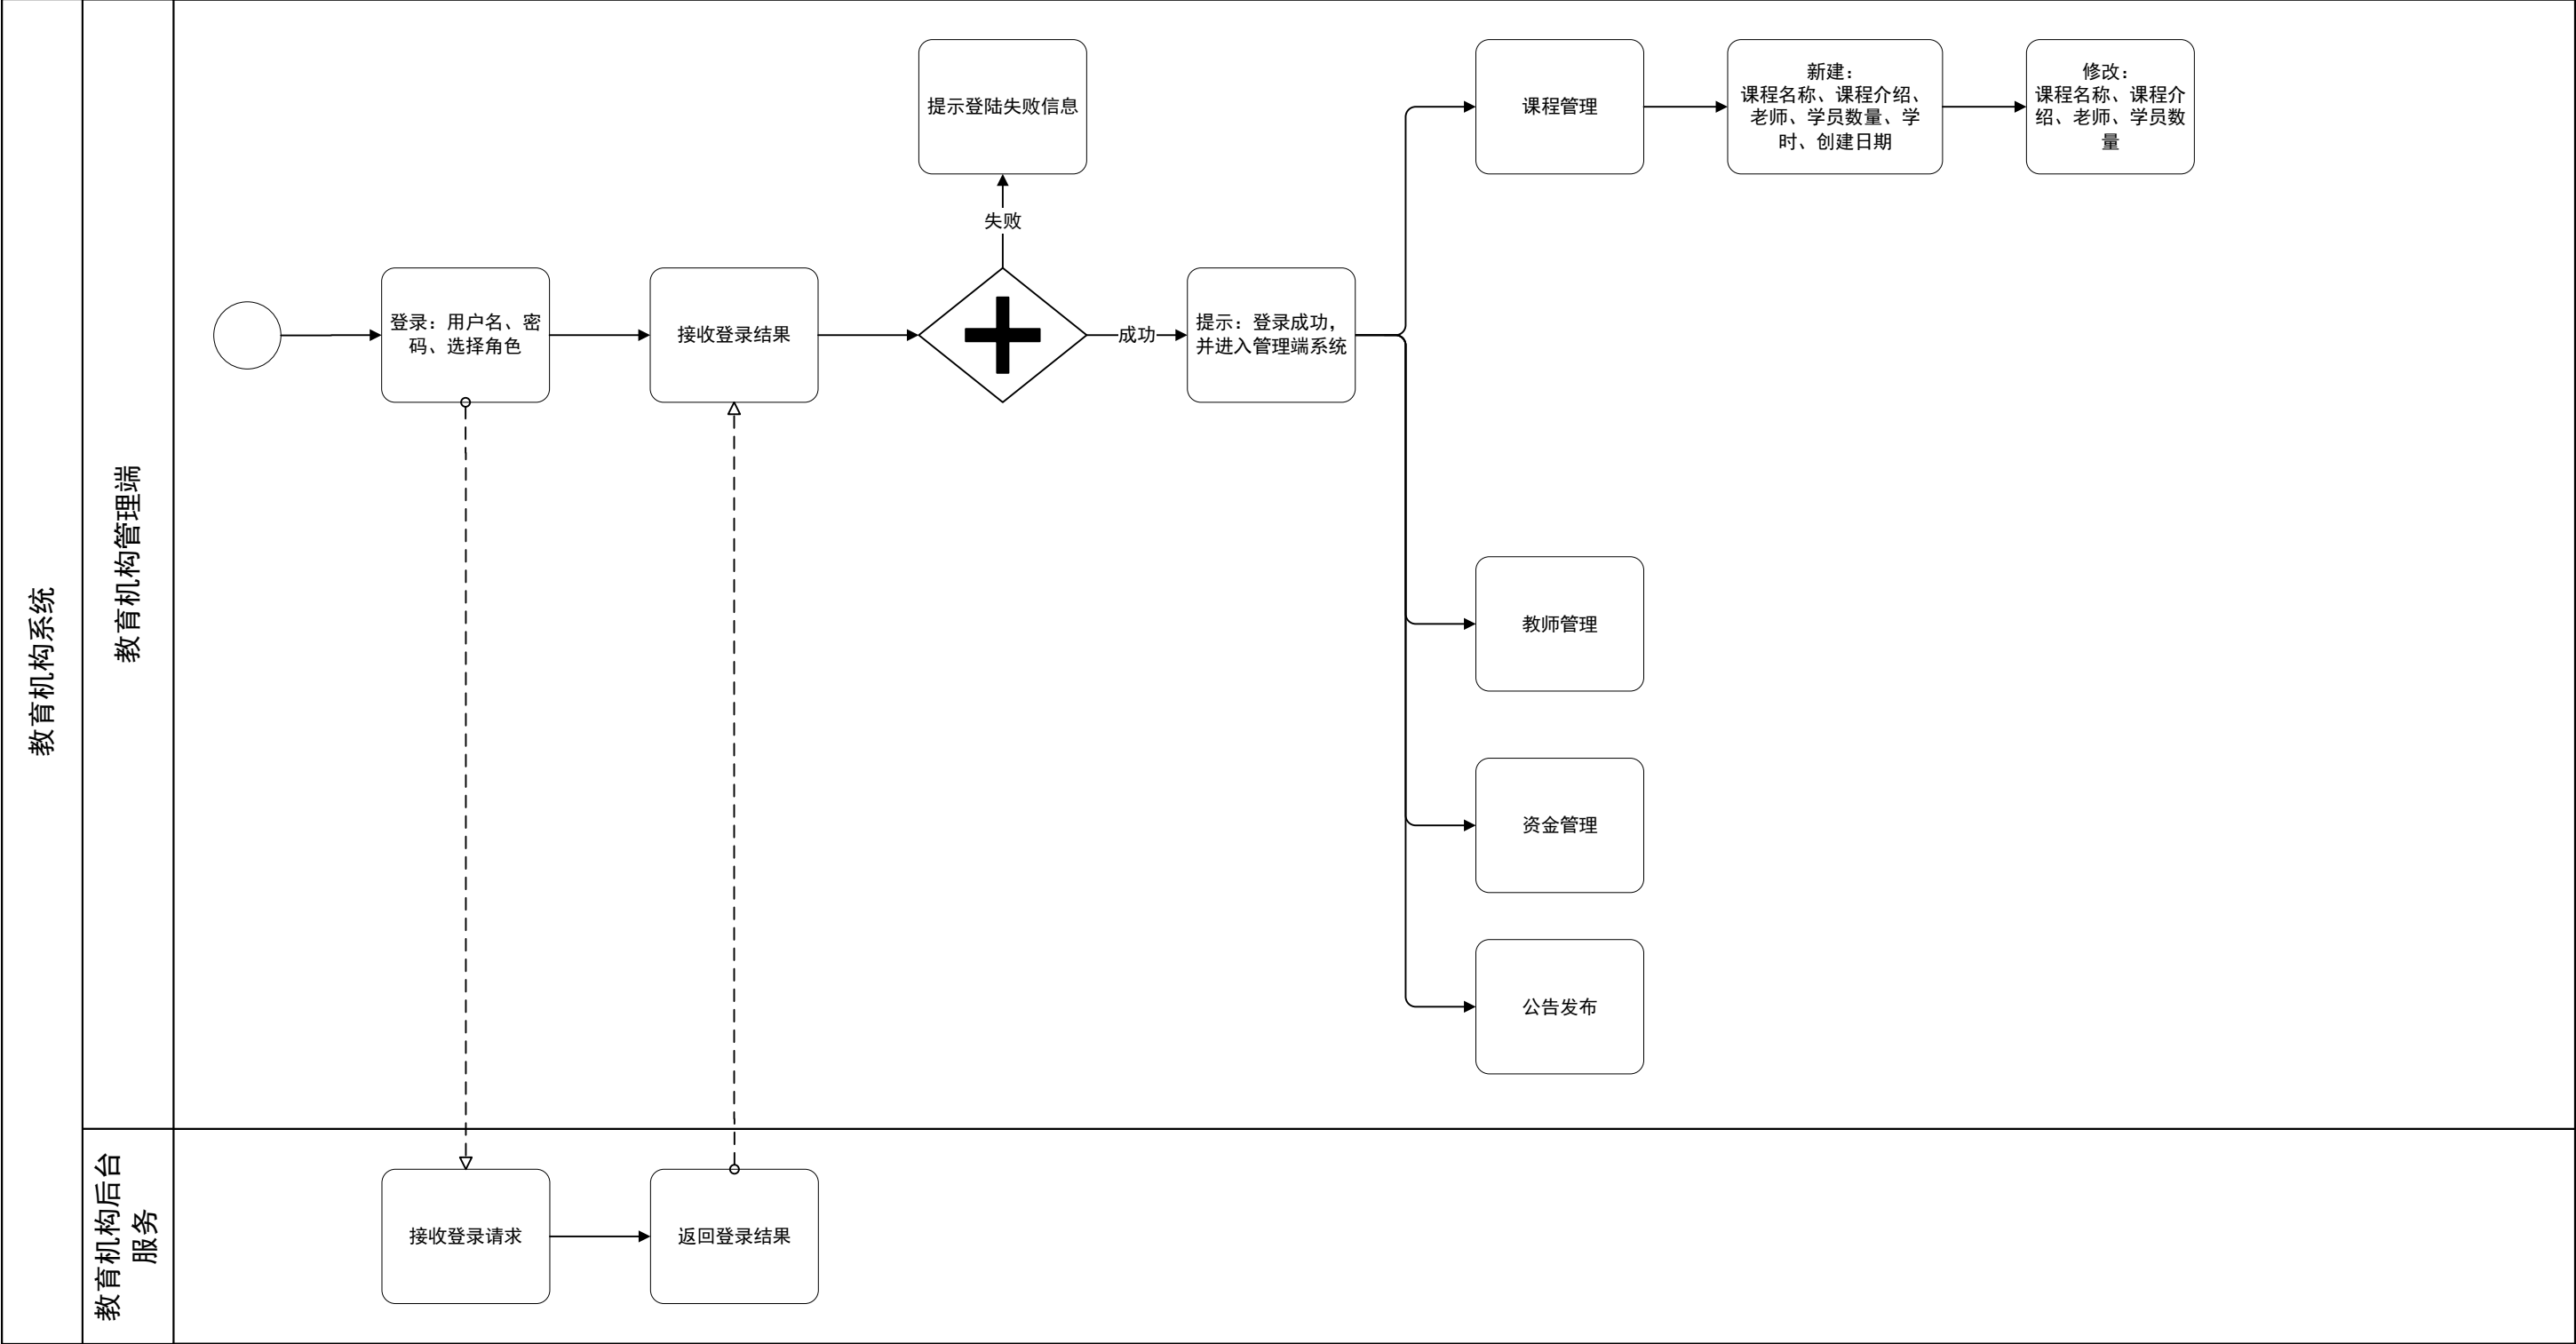 教育机构系统
教育机构管理端
提示登陆失败信息
课程管理
新建：
课程名称、课程介绍、
老师、学员数量、学
时、创建日期
修改：
课程名称、课程介
绍、老师、学员数
量
失败
登录：用户名、密
码、选择角色
接收登录结果
成功
提示：登录成功，
并进入管理端系统
教师管理
资金管理
公告发布
教育机构后台
服务
接收登录请求
返回登录结果